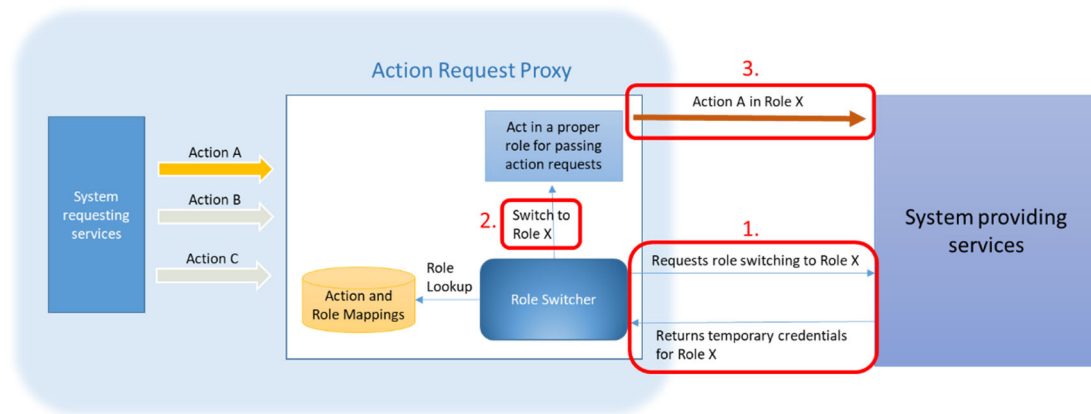 Action Request Proxy
3.
Action A in Role X
Act in a proper
role for passing
action requests
Action A
System
requesting
services
Action B
Action C
2.
Switch to
Role X
1.
System providing
services
Requests role switching to Role X
Role
Lookup
Action and
Role Mappings
Role Switcher
Returns temporary credentials
for Role X